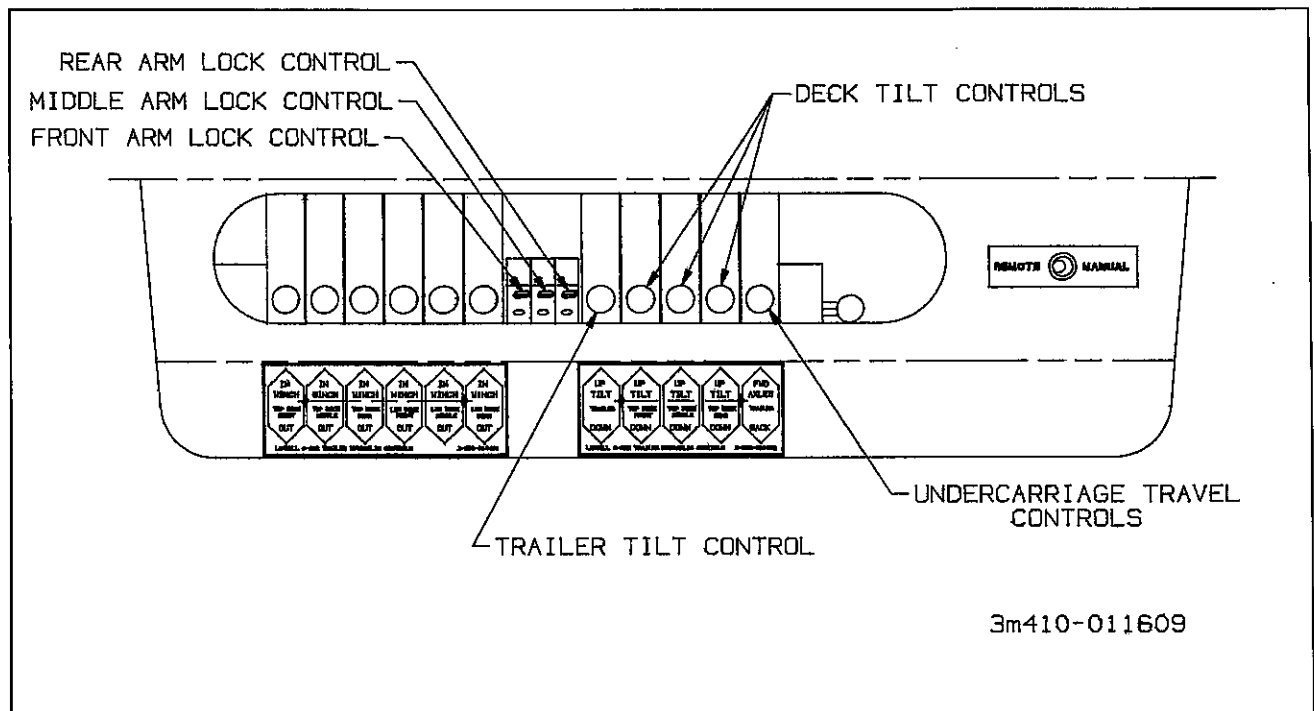 REAR ARM LOCK CONTROL
MIDDLE ARM LOCK CONTROL
FRONT ARM LOCK CONTROL
DECK TILT CONTROLS
REMOTE MANUAL
IN IN IN IN IN IN
WINCH WINCH WINCH WINCH WINCH WINCH
OUT OUT OUT OUT OUT OUT
UP UP UP UP FWD
TILT TILT TILT TILT AXLES
TRAILER TRAILER
DOWN DOWN DOWN DOWN BACK
UNDERCARRIAGE TRAVEL
CONTROLS
TRAILER TILT CONTROL
3m410-011609